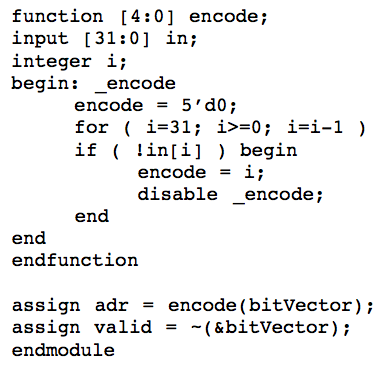 function [4:0] encode;
input [31:0] in;
integer i;
begin: _encode
encode = 5’d0;
for ( i=31; i>=0; i=i-1 )
if ( !in[i] ) begin
encode = i;
disable _encode;
end
end
endfunction
assign adr = encode(bitVector);
assign valid = ~(&bitVector);
endmodule